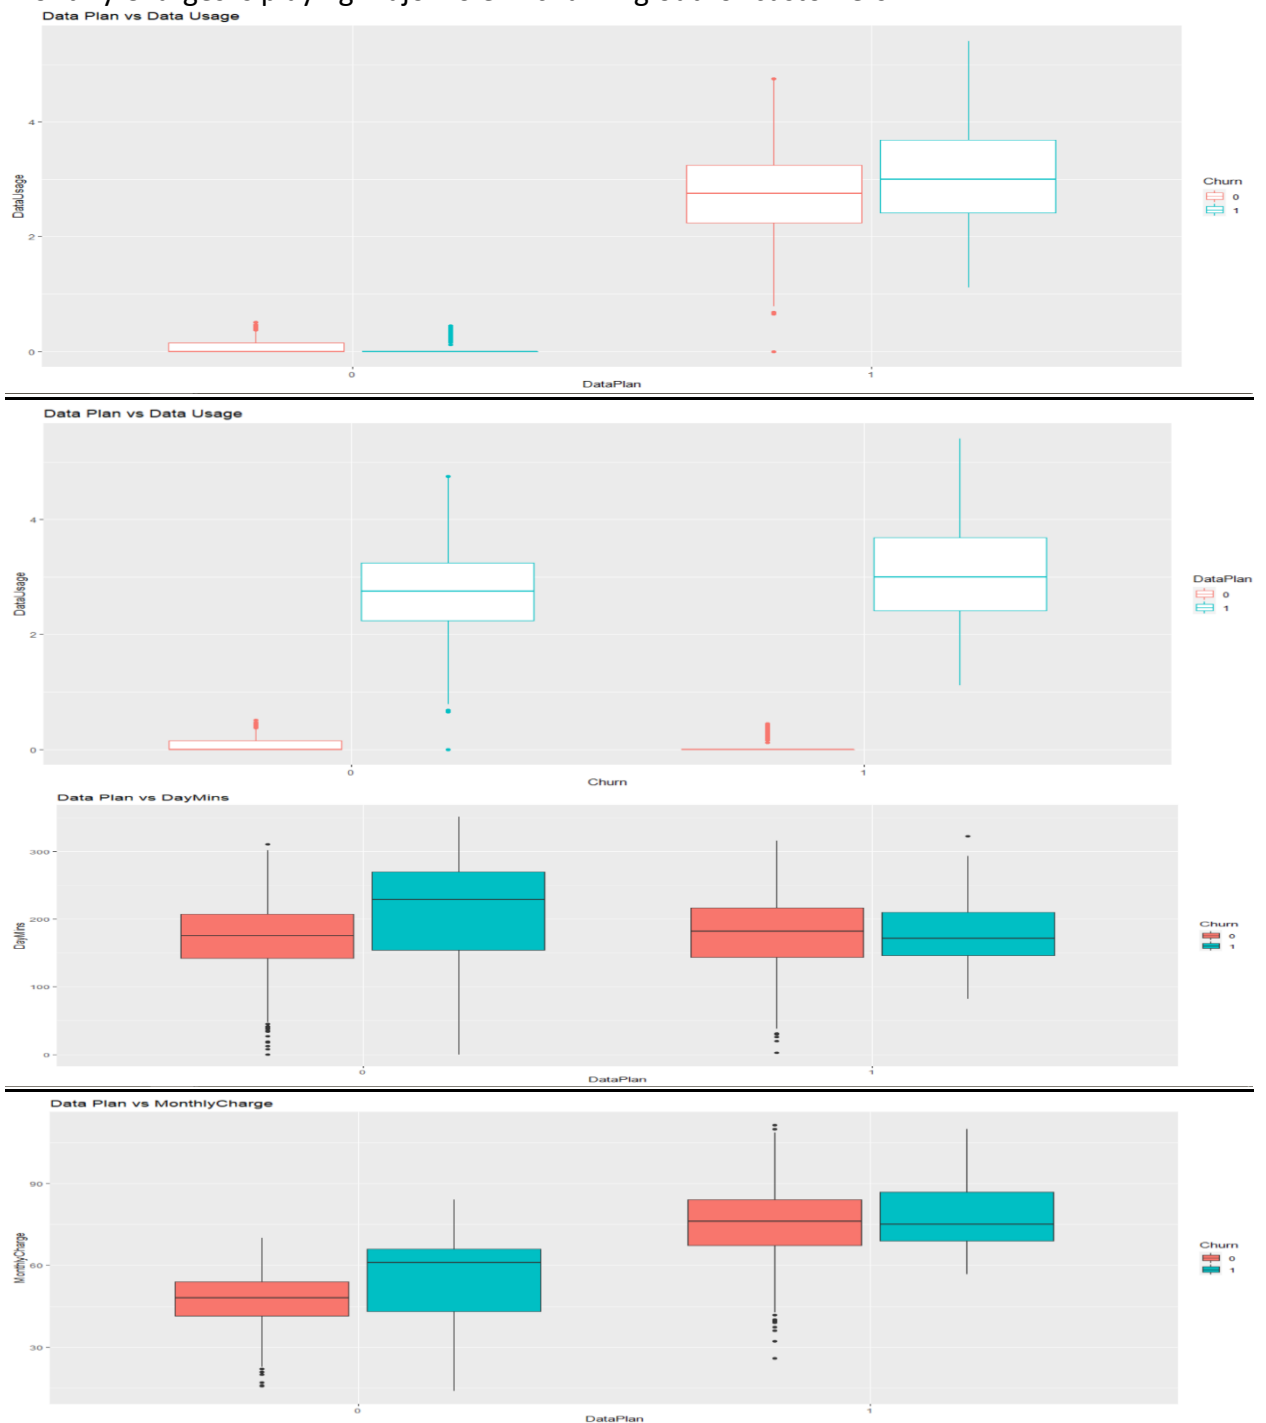 Data Plan vs Data Usage
4
2
0
DataUsage
0
1
DataPlan
Churn
0
1
Data Plan vs Data Usage
4
2
0
DataUsage
0
1
Churn
DataPlan
0
1
Data Plan vs DayMins
300
200
100
0
DayMins
0
1
DataPlan
Churn
0
1
Data Plan vs MonthlyCharge
90
60
30
MonthlyCharge
0
1
DataPlan
Churn
0
1